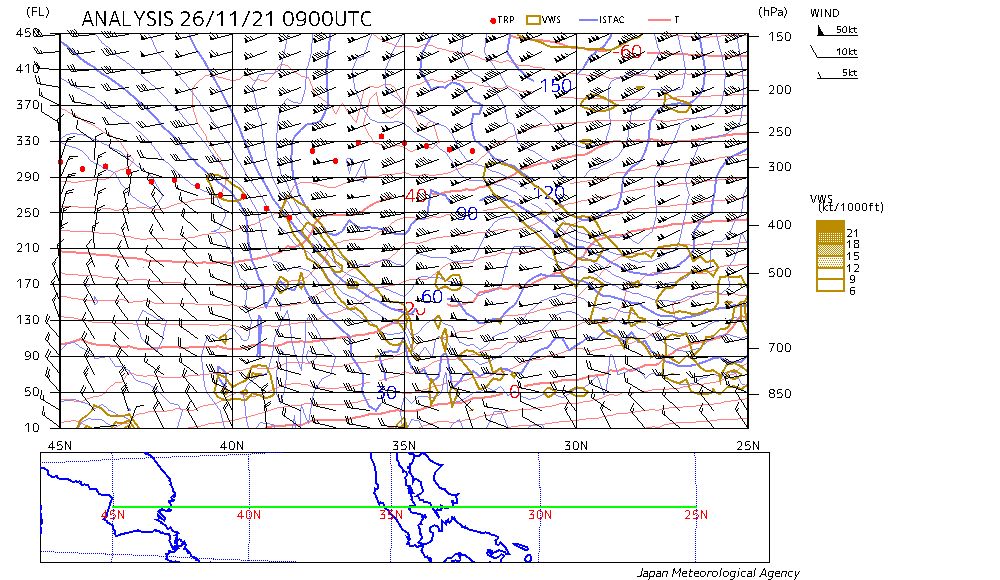 (FL) ANALYSIS 26/11/21 0900UTC TRP VWS ISTAC T (hPa) WIND
450 150 50kt
-60
10kt
410 5kt
150 200
370
250
330
300
290 VWS
40 120 (kt/1000ft)
250 90
400 21
210 18
15
500 12
170 60 9
20 6
130
700
90
50 30 0 850
10
45N 40N 35N 30N 25N
45N 40N 35N 30N 25N
Japan Meteorological Agency